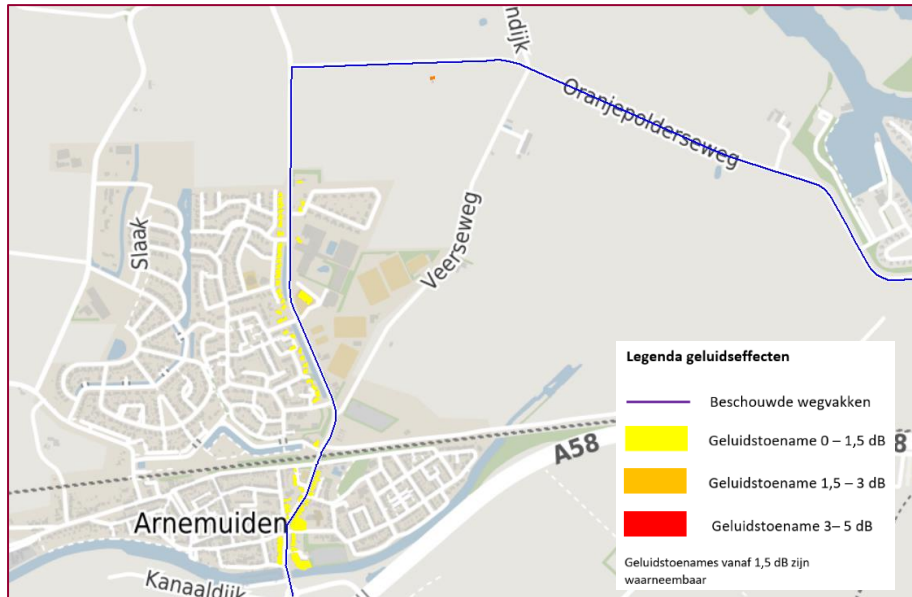 ndijk
Oranjepolderseweg
Slaak
Veerseweg
A58
8
Arnemuiden
Kanaaldijk
Legenda geluidseffecten
Beschouwde wegvakken
Geluidstoename 0 – 1,5 dB
Geluidstoename 1,5 – 3 dB
Geluidstoename 3– 5 dB
Geluidstoenames vanaf 1,5 dB zijn
waarneembaar